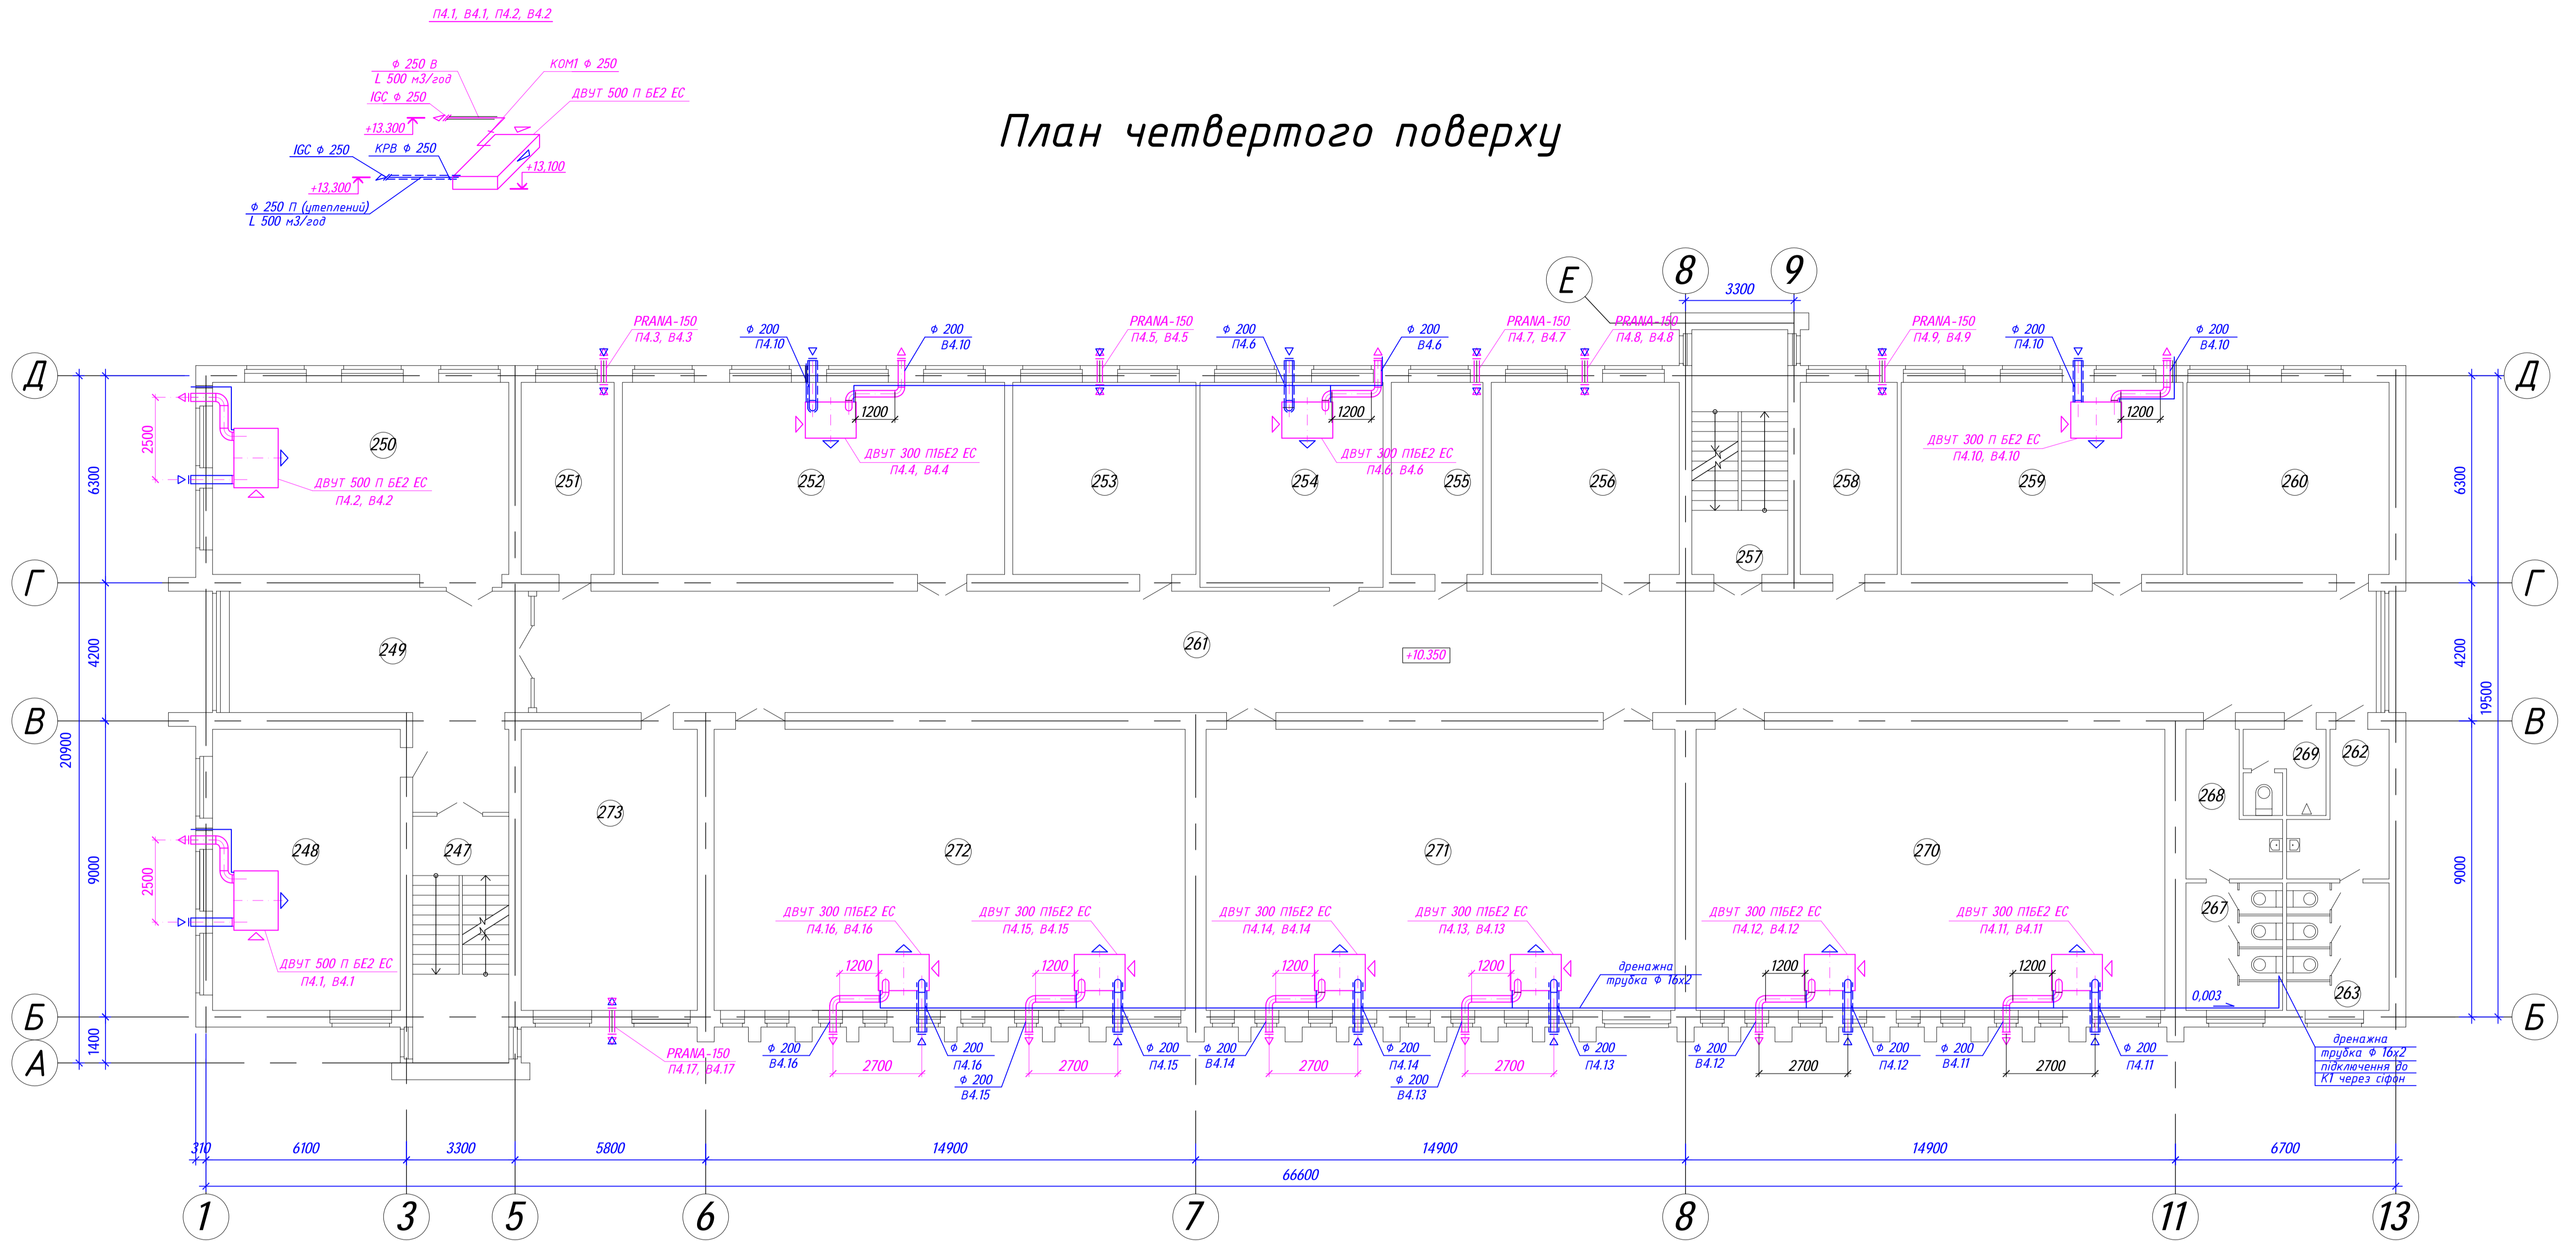 П4.1, В4.1, П4.2, В4.2
ф 250 В
L 500 м3/год
КОМ1 ф 250
IGC ф 250
ДВУТ 500 П БЕ2 ЕС
+13.300
IGC ф 250
КРВ ф 250
+13,100
+13,300
ф 250 П (утеплений)
L 500 м3/год
План четвертого поверху
Е
8
9
3300
PRANA-150
П4.3, В4.3
ф 200
П4.10
ф 200
В4.10
PRANA-150
П4.5, В4.5
ф 200
П4.6
ф 200
В4.6
PRANA-150
П4.7, В4.7
PRANA-150
П4.8, В4.8
PRANA-150
П4.9, В4.9
ф 200
П4.10
ф 200
В4.10
Д
Д
2500
6300
250
ДВУТ 500 П БЕ2 ЕС
П4.2, В4.2
251
1200
ДВУТ 300 П1БЕ2 ЕС
П4.4, В4.4
252
253
1200
ДВУТ 300 П1БЕ2 ЕС
П4.6, В4.6
254
255
256
257
258
1200
ДВУТ 300 П БЕ2 ЕС
П4.10, В4.10
259
260
6300
Г
Г
4200
249
261
+10.350
4200
19500
В
В
20900
9000
2500
248
247
ДВУТ 500 П БЕ2 ЕС
П4.1, В4.1
273
272
271
270
269
262
268
267
263
9000
ДВУТ 300 П1БЕ2 ЕС
П4.16, В4.16
1200
ДВУТ 300 П1БЕ2 ЕС
П4.15, В4.15
1200
ДВУТ 300 П1БЕ2 ЕС
П4.14, В4.14
1200
ДВУТ 300 П1БЕ2 ЕС
П4.13, В4.13
1200
дренажна
трубка ф 16х2
ДВУТ 300 П1БЕ2 ЕС
П4.12, В4.12
1200
ДВУТ 300 П1БЕ2 ЕС
П4.11, В4.11
1200
0,003
Б
Б
1400
А
PRANA-150
П4.17, В4.17
ф 200
В4.16
2700
ф 200
П4.16
ф 200
В4.15
2700
ф 200
П4.15
ф 200
В4.14
2700
ф 200
П4.14
ф 200
В4.13
2700
ф 200
П4.13
ф 200
В4.12
2700
ф 200
П4.12
ф 200
В4.11
2700
ф 200
П4.11
дренажна
трубка ф 16х2
підключення до
К1 через сіфон
310
6100
3300
5800
14900
14900
14900
6700
66600
1
3
5
6
7
8
11
13